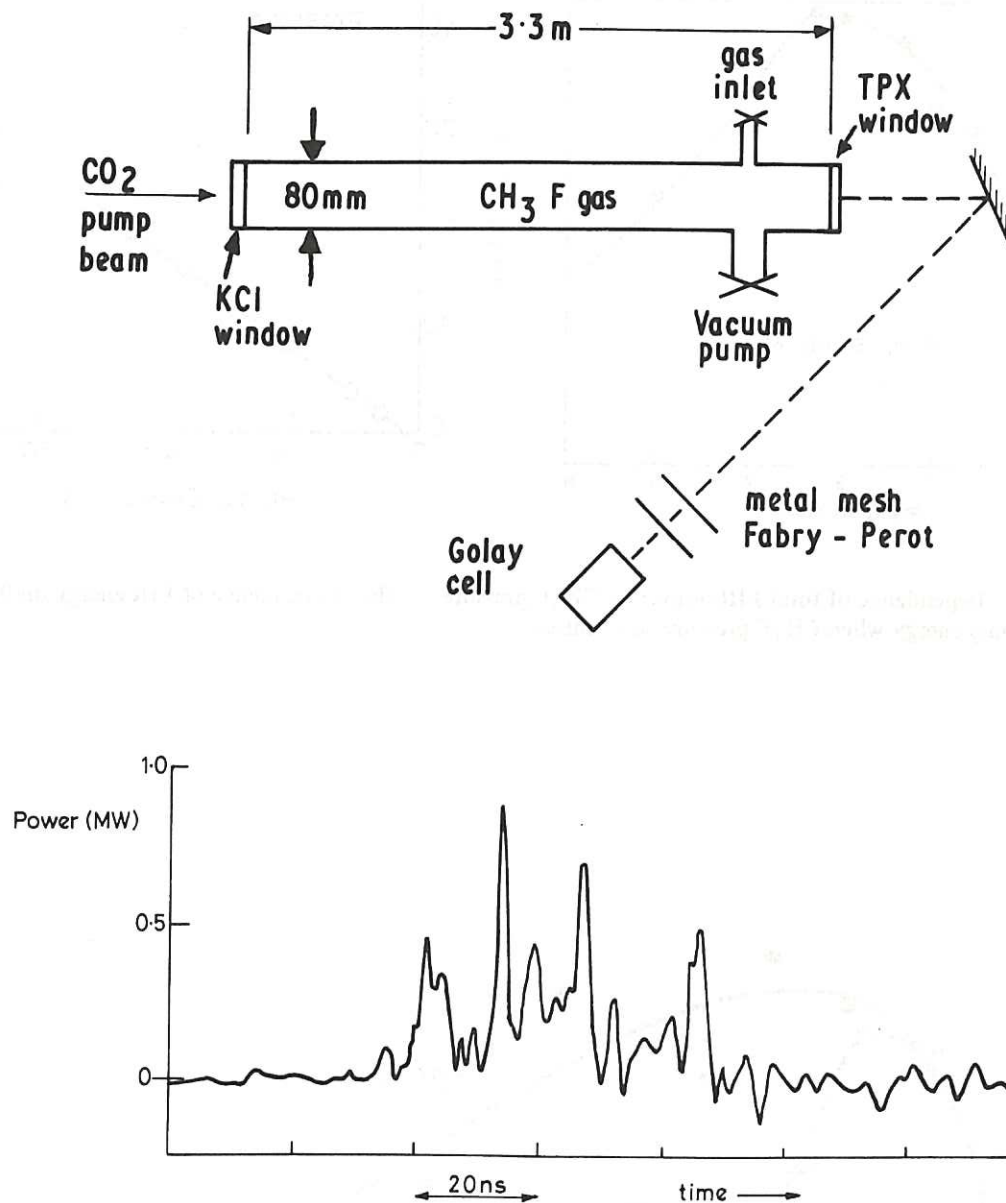 3·3 m
gas
inlet
TPX
window
CO2
pump
beam
80mm
CH3 F gas
KCl
window
Vacuum
pump
metal mesh
Fabry - Perot
Golay
cell
1·0
Power (MW)
0·5
0
20ns
time